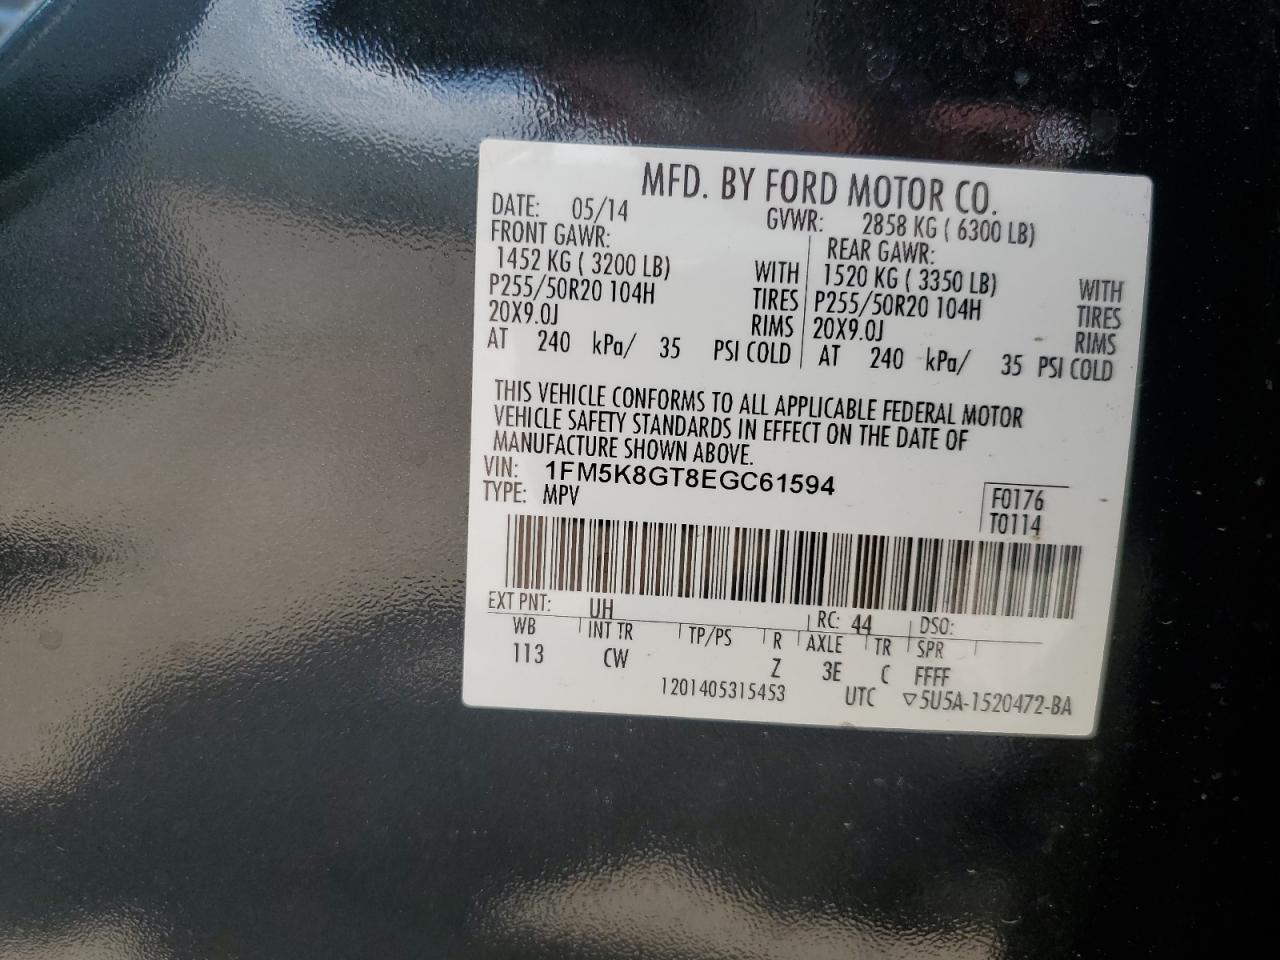 MFD. BY FORD MOTOR CO.
DATE: 05/14 GVWR: 2858 KG ( 6300 LB)
FRONT GAWR: REAR GAWR:
1452 KG ( 3200 LB) WITH 1520 KG ( 3350 LB) WITH
P255/50R20 104H TIRES P255/50R20 104H TIRES
20X9.0J RIMS 20X9.0J RIMS
AT 240 kPa/ 35 PSI COLD AT 240 kPa/ 35 PSI COLD
THIS VEHICLE CONFORMS TO ALL APPLICABLE FEDERAL MOTOR
VEHICLE SAFETY STANDARDS IN EFFECT ON THE DATE OF
MANUFACTURE SHOWN ABOVE.
VIN: 1FM5K8GT8EGC61594
TYPE: MPV F0176
T0114
EXT PNT: UH RC: 44 DSO:
WB INT TR TP/PS R AXLE TR SPR
113 CW Z 3E C FFFF
1201405315453 UTC ▽5U5A-1520472-BA